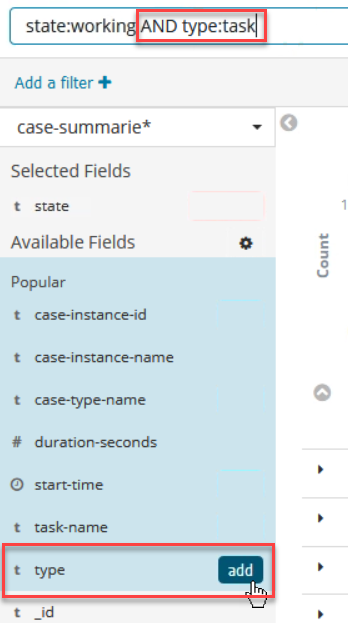 state:working AND type:task
Add a filter +
case-summarie*
Selected Fields
t state
1
Available Fields
Count
Popular
t case-instance-id
t case-instance-name
t case-type-name
# duration-seconds
start-time
t task-name
t type add
t _id